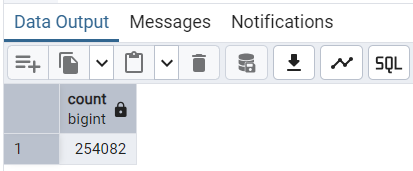 Data Output Messages Notifications
SQL
count
bigint
1 254082